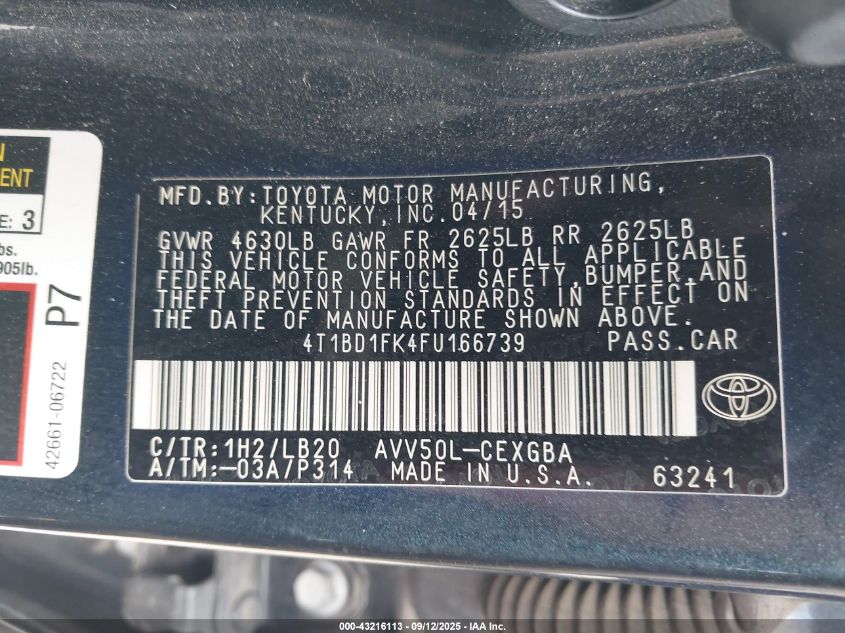 N
ENT
E: 3
bs.
905lb.
P7
42661-06722
MFD.BY:TOYOTA MOTOR MANUFACTURING,
KENTUCKY,INC.04/15
GVWR 4630LB GAWR FR 2625LB RR 2625LB
THIS VEHICLE CONFORMS TO ALL APPLICABLE
FEDERAL MOTOR VEHICLE SAFETY,BUMPER,AND
THEFT PREVENTION STANDARDS IN EFFECT ON
THE DATE OF MANUFACTURE SHOWN ABOVE.
4T1BD1FK4FU166739 PASS.CAR
C/TR:1H2/LB20 AVV50L-CEXGBA
A/TM:-03A/P314 MADE IN U.S.A. 63241
000-43216113 - 09/12/2025 - IAA Inc.